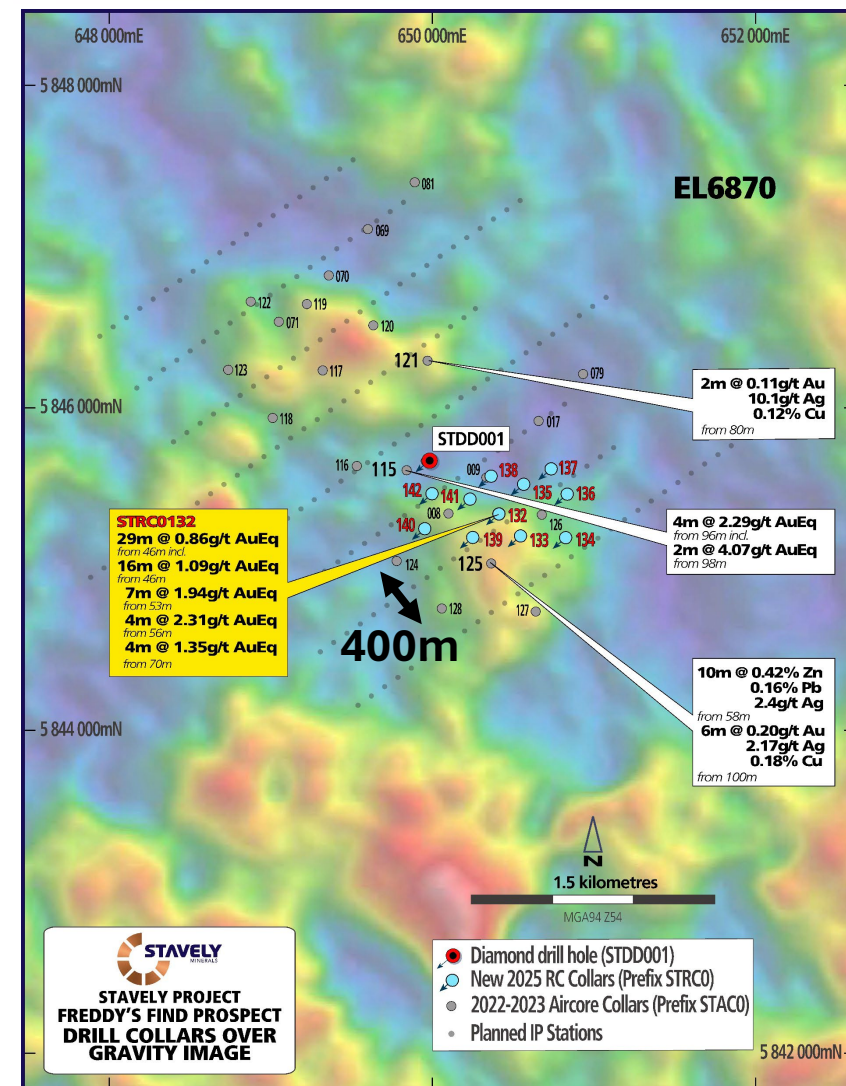 648 000mE
650 000mE
652 000mE
5 848 000mN
EL6870
081
069
070
122
119
071
120
121
123
117
079
118
017
5 846 000mN
2m @ 0.11g/t Au
10.1g/t Ag
0.12% Cu
from 80m
STDD001
116
115
009
138
137
142
141
135
136
008
132
126
140
139
133
134
124
125
128
127
STRC0132
29m @ 0.86g/t AuEq
from 46m incl.
16m @ 1.09g/t AuEq
from 46m
7m @ 1.94g/t AuEq
from 53m
4m @ 2.31g/t AuEq
from 56m
4m @ 1.35g/t AuEq
from 70m
4m @ 2.29g/t AuEq
from 96m incl.
2m @ 4.07g/t AuEq
from 98m
400m
10m @ 0.42% Zn
0.16% Pb
2.4g/t Ag
from 58m
6m @ 0.20g/t Au
2.17g/t Ag
0.18% Cu
from 100m
5 844 000mN
N
1.5 kilometres
MGA94 Z54
STAVELY
MINERALS
STAVELY PROJECT
FREDDY'S FIND PROSPECT
DRILL COLLARS OVER
GRAVITY IMAGE
Diamond drill hole (STDD001)
New 2025 RC Collars (Prefix STRC0)
2022-2023 Aircore Collars (Prefix STAC0)
Planned IP Stations
5 842 000mN